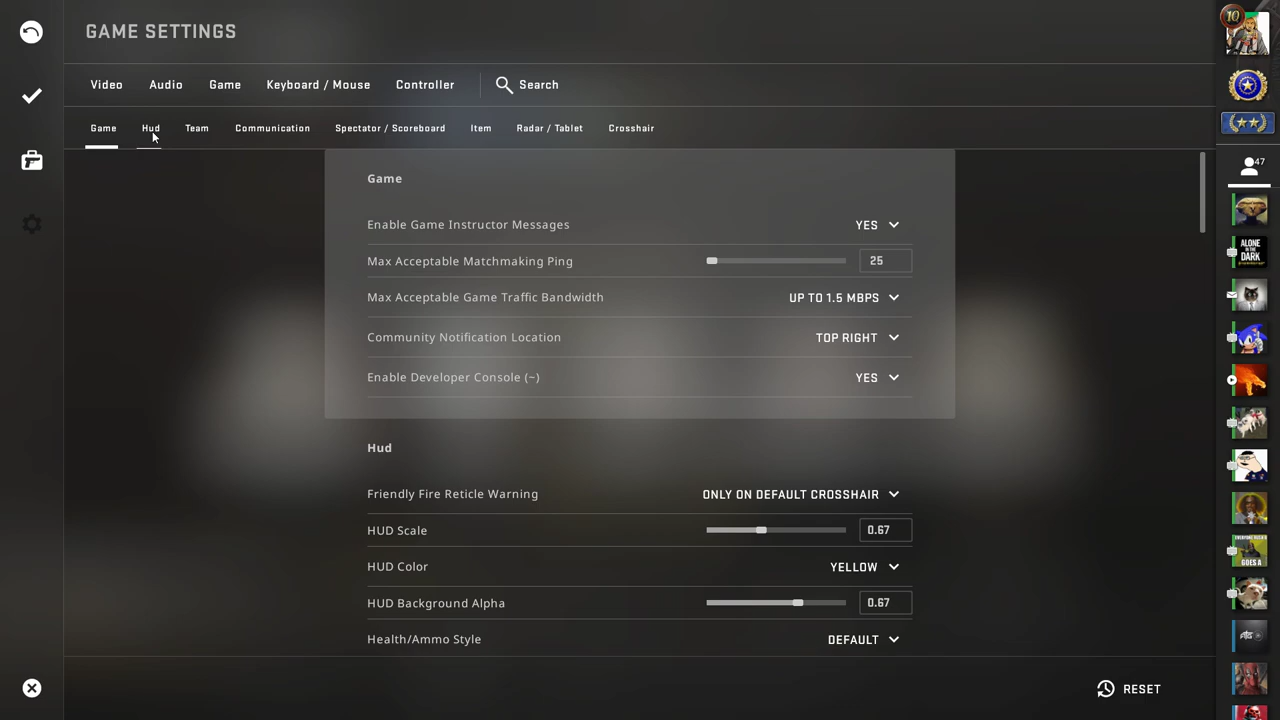 GAME SETTINGS
10
Video Audio Game Keyboard / Mouse Controller Search
Game Hud Team Communication Spectator / Scoreboard Item Radar / Tablet Crosshair
47
Game
Enable Game Instructor Messages YES
Max Acceptable Matchmaking Ping 25
Max Acceptable Game Traffic Bandwidth UP TO 1.5 MBPS
Community Notification Location TOP RIGHT
Enable Developer Console (~) YES
Hud
Friendly Fire Reticle Warning ONLY ON DEFAULT CROSSHAIR
HUD Scale 0.67
HUD Color YELLOW
HUD Background Alpha 0.67
Health/Ammo Style DEFAULT
RESET
ALONE
IN THE
DARK
GOES A